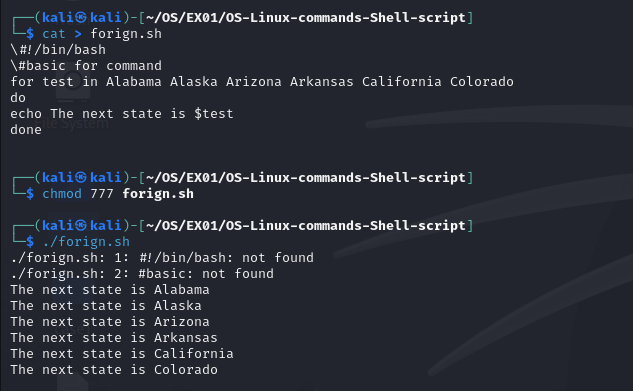 ┌──(kali㉿kali)-[~/OS/EX01/OS-Linux-commands-Shell-script]
└─$ cat > forign.sh
\#!/bin/bash
\#basic for command
for test in Alabama Alaska Arizona Arkansas California Colorado
do
echo The next state is $test
done
┌──(kali㉿kali)-[~/OS/EX01/OS-Linux-commands-Shell-script]
└─$ chmod 777 forign.sh
┌──(kali㉿kali)-[~/OS/EX01/OS-Linux-commands-Shell-script]
└─$ ./forign.sh
./forign.sh: 1: #!/bin/bash: not found
./forign.sh: 2: #basic: not found
The next state is Alabama
The next state is Alaska
The next state is Arizona
The next state is Arkansas
The next state is California
The next state is Colorado